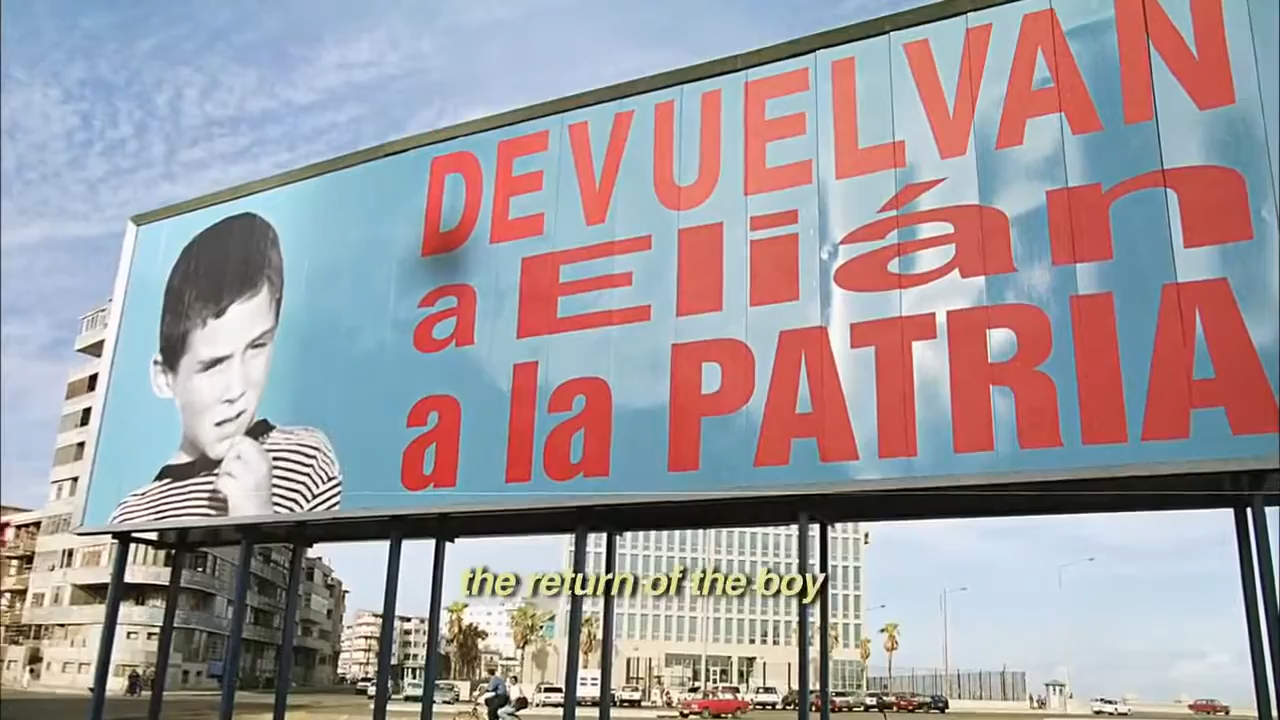 DEVUELVAN
a Elián
a la PATRIA
the return of the boy